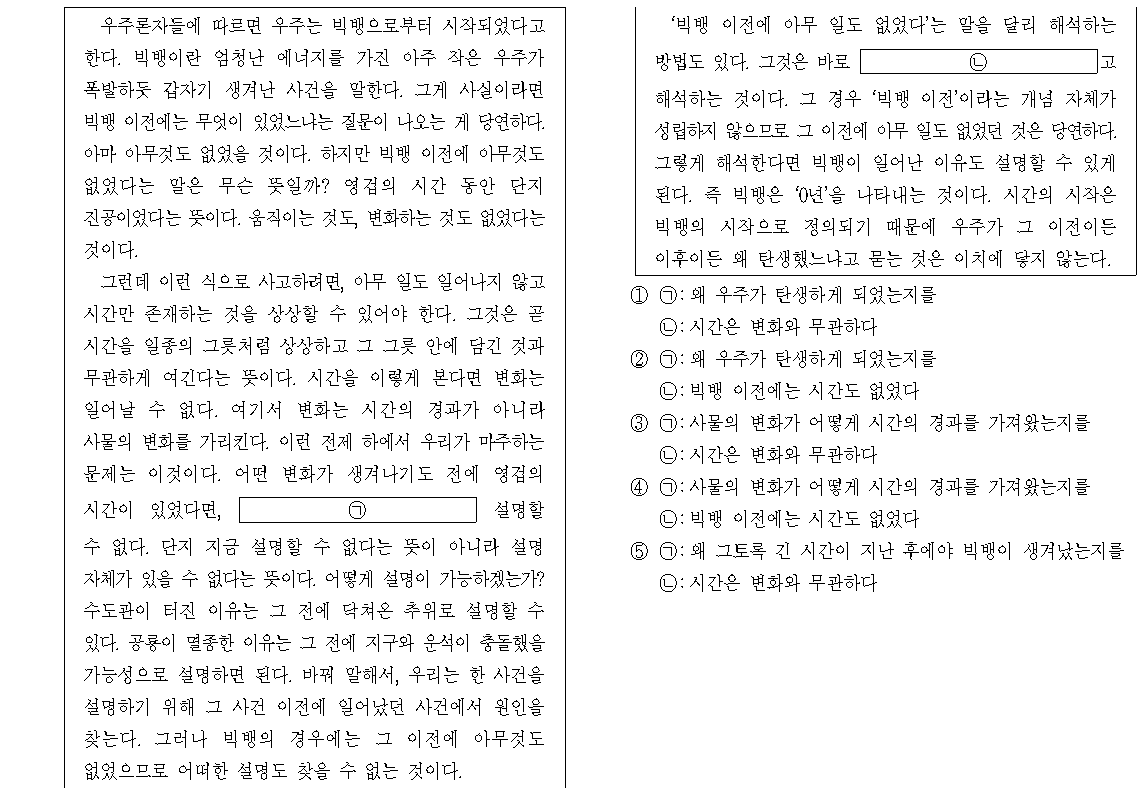 우주론자들에 따르면 우주는 빅뱅으로부터 시작되었다고
한다. 빅뱅이란 엄청난 에너지를 가진 아주 작은 우주가
폭발하듯 갑자기 생겨난 사건을 말한다. 그게 사실이라면
빅뱅 이전에는 무엇이 있었느냐는 질문이 나오는 게 당연하다.
아마 아무것도 없었을 것이다. 하지만 빅뱅 이전에 아무것도
없었다는 말은 무슨 뜻일까? 영겁의 시간 동안 단지
진공이었다는 뜻이다. 움직이는 것도, 변화하는 것도 없었다는
것이다.
그런데 이런 식으로 사고하려면, 아무 일도 일어나지 않고
시간만 존재하는 것을 상상할 수 있어야 한다. 그것은 곧
시간을 일종의 그릇처럼 상상하고 그 그릇 안에 담긴 것과
무관하게 여긴다는 뜻이다. 시간을 이렇게 본다면 변화는
일어날 수 없다. 여기서 변화는 시간의 경과가 아니라
사물의 변화를 가리킨다. 이런 전제 하에서 우리가 마주하는
문제는 이것이다. 어떤 변화가 생겨나기도 전에 영겁의
시간이 있었다면, ㉠ 설명할
수 없다. 단지 지금 설명할 수 없다는 뜻이 아니라 설명
자체가 있을 수 없다는 뜻이다. 어떻게 설명이 가능하겠는가?
수도관이 터진 이유는 그 전에 닥쳐온 추위로 설명할 수
있다. 공룡이 멸종한 이유는 그 전에 지구와 운석이 충돌했을
가능성으로 설명하면 된다. 바꿔 말해서, 우리는 한 사건을
설명하기 위해 그 사건 이전에 일어났던 사건에서 원인을
찾는다. 그러나 빅뱅의 경우에는 그 이전에 아무것도
없었으므로 어떠한 설명도 찾을 수 없는 것이다.
‘빅뱅 이전에 아무 일도 없었다’는 말을 달리 해석하는
방법도 있다. 그것은 바로 ㉡고
해석하는 것이다. 그 경우 ‘빅뱅 이전’이라는 개념 자체가
성립하지 않으므로 그 이전에 아무 일도 없었던 것은 당연하다.
그렇게 해석한다면 빅뱅이 일어난 이유도 설명할 수 있게
된다. 즉 빅뱅은 ‘0년’을 나타내는 것이다. 시간의 시작은
빅뱅의 시작으로 정의되기 때문에 우주가 그 이전이든
이후이든 왜 탄생했느냐고 묻는 것은 이치에 닿지 않는다.
① ㉠: 왜 우주가 탄생하게 되었는지를
㉡: 시간은 변화와 무관하다
② ㉠: 왜 우주가 탄생하게 되었는지를
㉡: 빅뱅 이전에는 시간도 없었다
③ ㉠: 사물의 변화가 어떻게 시간의 경과를 가져왔는지를
㉡: 시간은 변화와 무관하다
④ ㉠: 사물의 변화가 어떻게 시간의 경과를 가져왔는지를
㉡: 빅뱅 이전에는 시간도 없었다
⑤ ㉠: 왜 그토록 긴 시간이 지난 후에야 빅뱅이 생겨났는지를
㉡: 시간은 변화와 무관하다